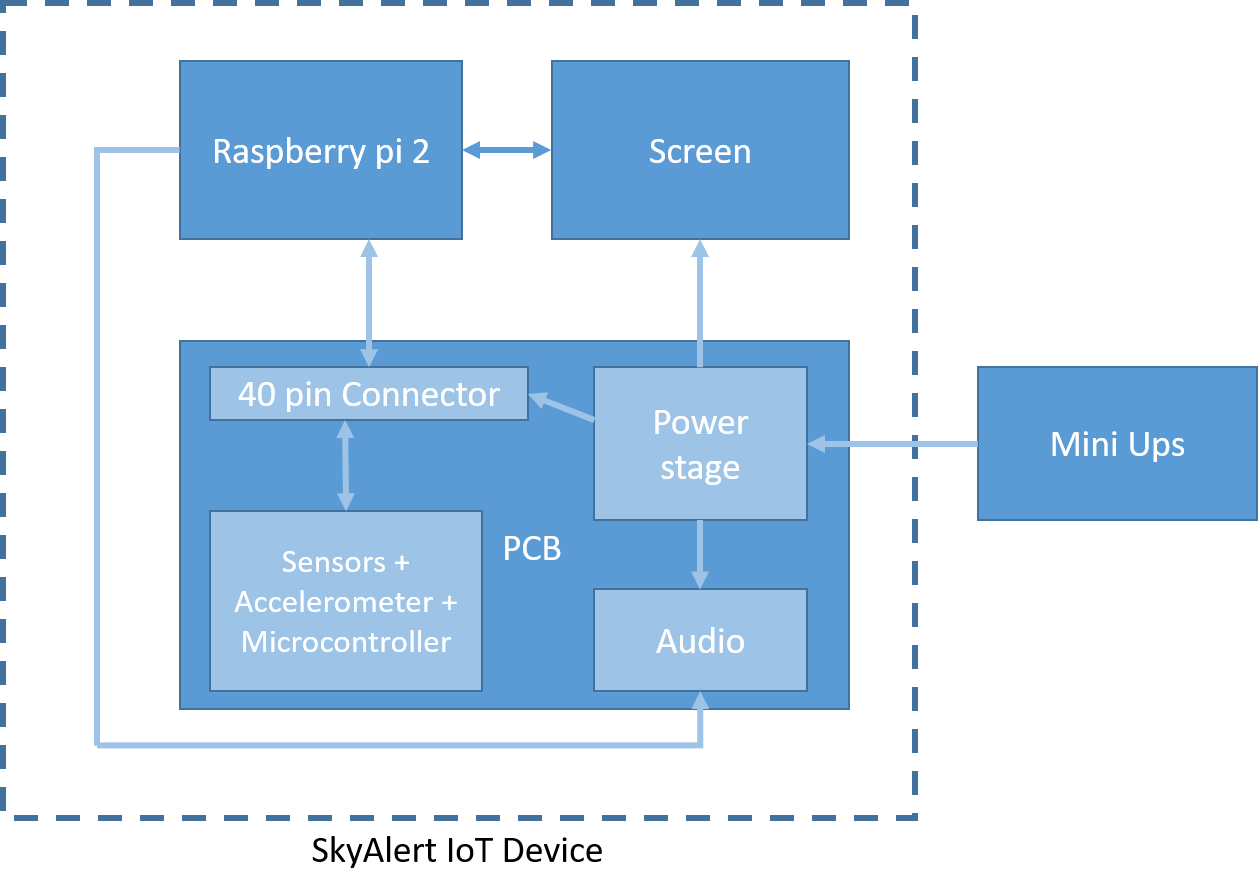 Raspberry pi 2
Screen
40 pin Connector
Power
stage
Mini Ups
PCB
Sensors +
Accelerometer +
Microcontroller
Audio
SkyAlert IoT Device